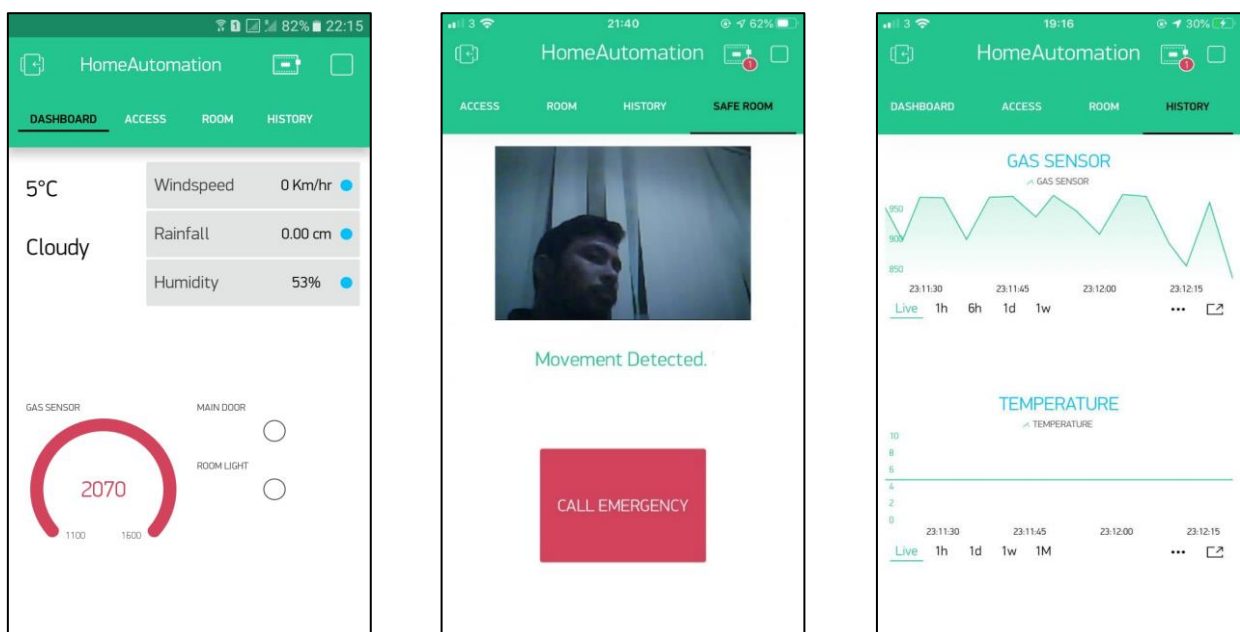 82% 22:15
HomeAutomation
DASHBOARD ACCESS ROOM HISTORY
5°C
Cloudy
Windspeed 0 Km/hr
Rainfall 0.00 cm
Humidity 53%
GAS SENSOR
2070
1100 1600
MAIN DOOR
ROOM LIGHT
3 21:40 62%
HomeAutomation 1
ACCESS ROOM HISTORY SAFE ROOM
Movement Detected.
CALL EMERGENCY
3 19:16 30%
HomeAutomation 1
DASHBOARD ACCESS ROOM HISTORY
GAS SENSOR
GAS SENSOR
950
900
850
23:11:30 23:11:45 23:12:00 23:12:15
Live 1h 6h 1d 1w
TEMPERATURE
TEMPERATURE
10
8
6
4
2
0
23:11:30 23:11:45 23:12:00 23:12:15
Live 1h 1d 1w 1M